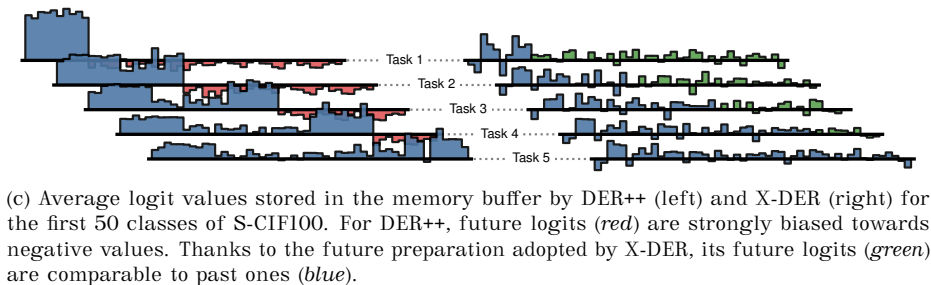 Task 1
Task 2
Task 3
Task 4
Task 5
(c) Average logit values stored in the memory buffer by DER++ (left) and X-DER (right) for
the first 50 classes of S-CIF100. For DER++, future logits (red) are strongly biased towards
negative values. Thanks to the future preparation adopted by X-DER, its future logits (green)
are comparable to past ones (blue).